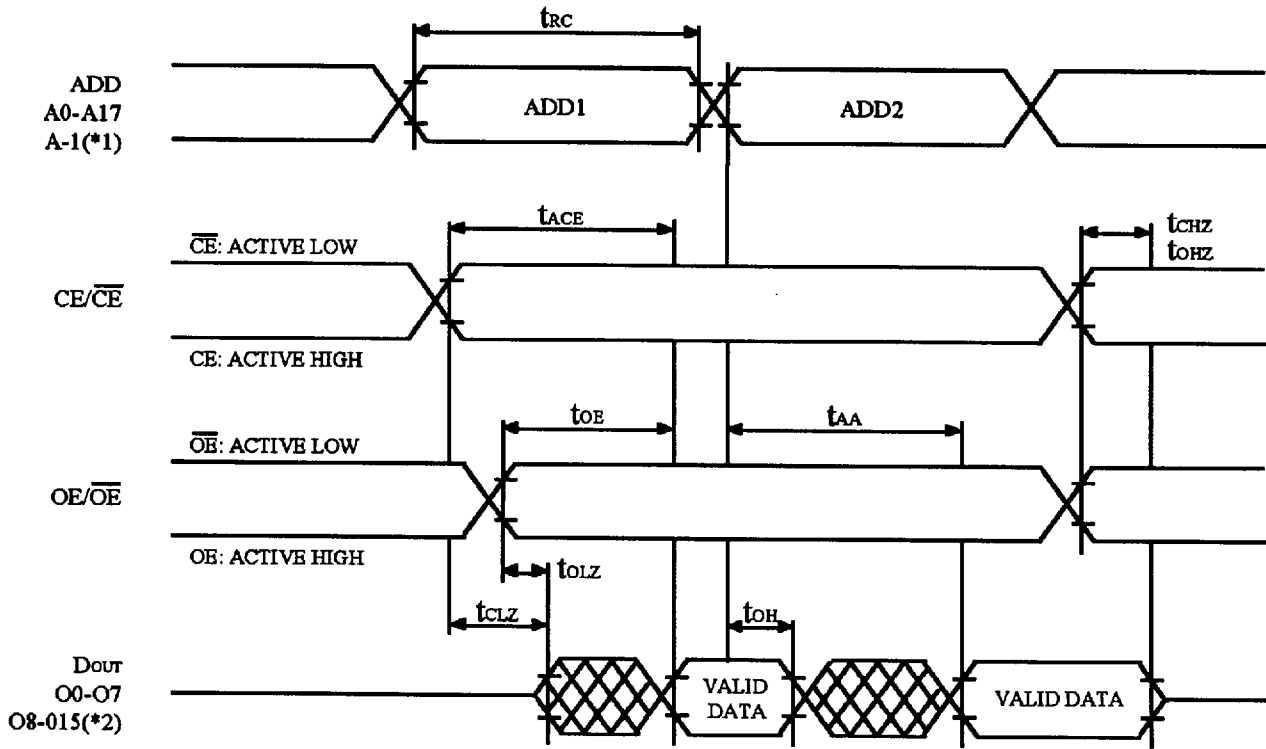 tRC
ADD
A0-A17
A-1(*1)
ADD1
ADD2
tACE
tCHZ
tOHZ
CE: ACTIVE LOW
CE/CE
CE: ACTIVE HIGH
tOE
tAA
OE: ACTIVE LOW
OE/OE
OE: ACTIVE HIGH
tOLZ
tCLZ
tOH
DOUT
O0-O7
O8-015(*2)
VALID
DATA
VALID DATA